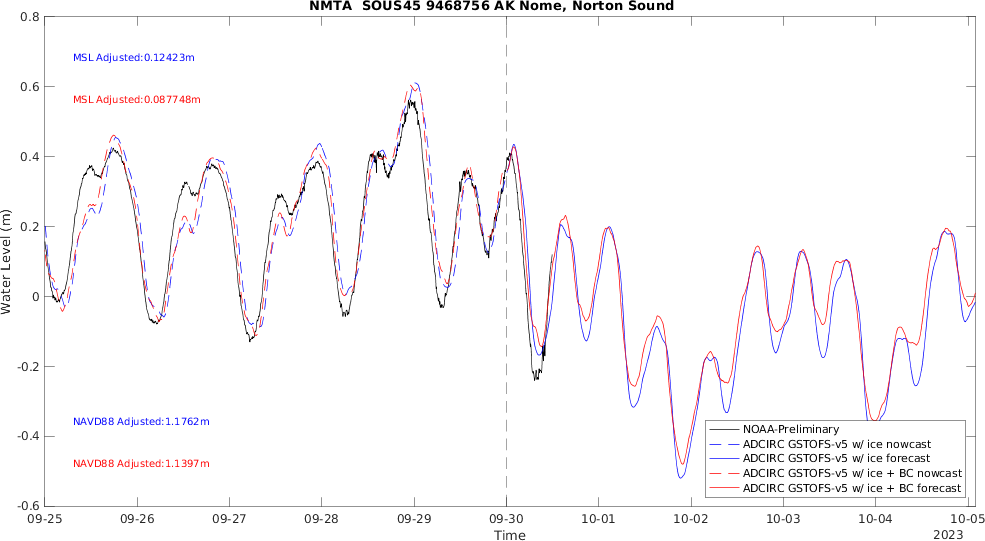 NMTA SOUS45 9468756 AK Nome, Norton Sound
0.8
MSL Adjusted:0.12423m
0.6
MSL Adjusted:0.087748m
0.4
0.2
Water Level (m)
0
-0.2
NAVD88 Adjusted:1.1762m
NOAA-Preliminary
-0.4
ADCIRC GSTOFS-v5 w/ ice nowcast
ADCIRC GSTOFS-v5 w/ ice forecast
NAVD88 Adjusted:1.1397m
ADCIRC GSTOFS-v5 w/ ice + BC nowcast
ADCIRC GSTOFS-v5 w/ ice + BC forecast
-0.6
09-25 09-26 09-27 09-28 09-29 09-30 10-01 10-02 10-03 10-04 10-05
Time
2023